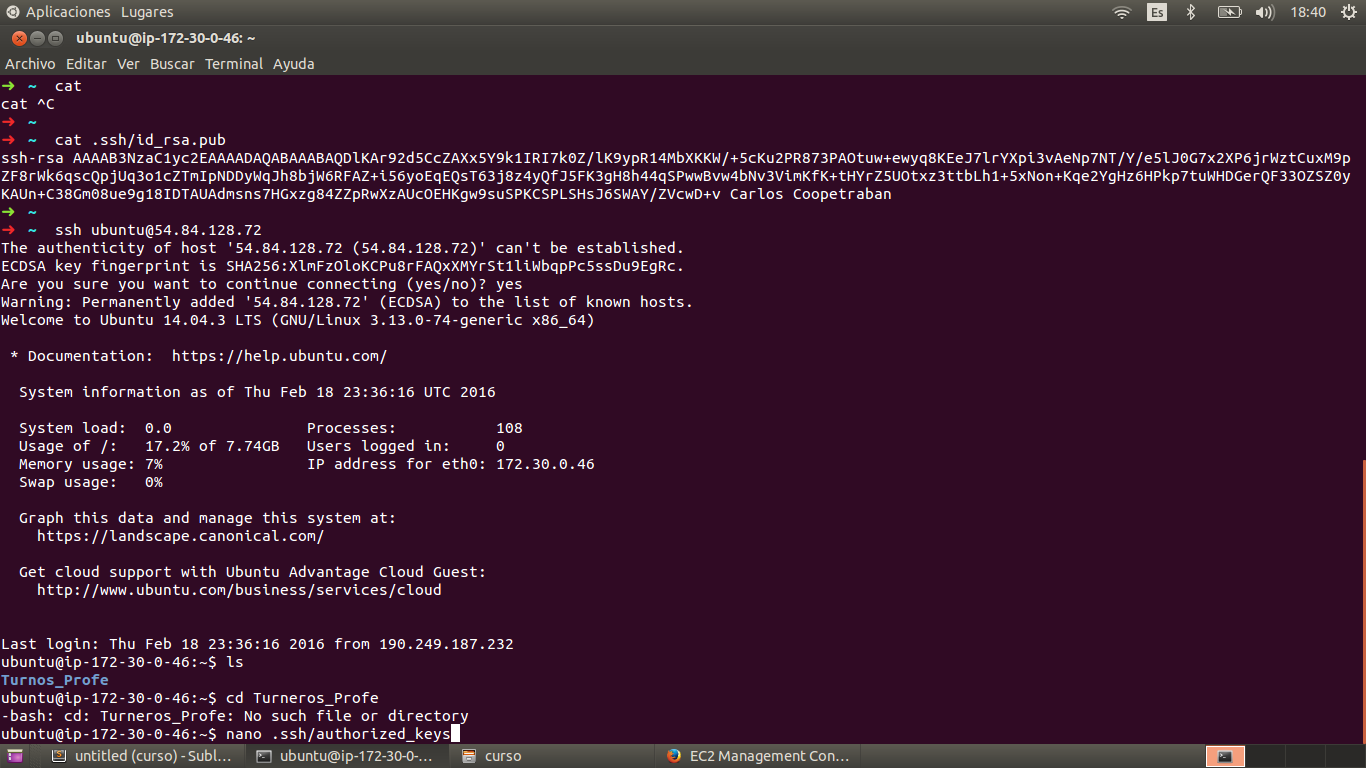 Aplicaciones Lugares
Es 18:40
ubuntu@ip-172-30-0-46: ~
Archivo Editar Ver Buscar Terminal Ayuda
➜ ~ cat
cat ^C
➜ ~
➜ ~ cat .ssh/id_rsa.pub
ssh-rsa AAAAB3NzaC1yc2EAAAADAQABAAABAQDlKAr92d5CcZAXx5Y9k1IRI7k0Z/lK9ypR14MbXKKW/+5cKu2PR873PAOtuw+ewyq8KEeJ7lrYXpi3vAeNp7NT/Y/e5lJ0G7x2XP6jrWztCuxM9p
ZF8rWk6qscQpjUq3o1cZTmIpNDDyWqJh8bjW6RFAZ+i56yoEqEQsT63j8z4yQfJ5FK3gH8h44qSPwwBvw4bNv3VimKfK+tHYrZ5UOtxz3ttbLh1+5xNon+Kqe2YgHz6HPkp7tuWHDGerQF33OZSZ0y
KAUn+C38Gm08ue9g18IDTAUAdmsns7HGxzg84ZZpRwXzAUcOEHKgw9suSPKCSPLSHsJ6SWAY/ZVcwD+v Carlos Coopetraban
➜ ~
➜ ~ ssh ubuntu@54.84.128.72
The authenticity of host '54.84.128.72 (54.84.128.72)' can't be established.
ECDSA key fingerprint is SHA256:XlmFzOloKCPu8rFAQxXMYrSt1liWbqpPc5ssDu9EgRc.
Are you sure you want to continue connecting (yes/no)? yes
Warning: Permanently added '54.84.128.72' (ECDSA) to the list of known hosts.
Welcome to Ubuntu 14.04.3 LTS (GNU/Linux 3.13.0-74-generic x86_64)
* Documentation: https://help.ubuntu.com/
System information as of Thu Feb 18 23:36:16 UTC 2016
System load: 0.0 Processes: 108
Usage of /: 17.2% of 7.74GB Users logged in: 0
Memory usage: 7% IP address for eth0: 172.30.0.46
Swap usage: 0%
Graph this data and manage this system at:
https://landscape.canonical.com/
Get cloud support with Ubuntu Advantage Cloud Guest:
http://www.ubuntu.com/business/services/cloud
Last login: Thu Feb 18 23:36:16 2016 from 190.249.187.232
ubuntu@ip-172-30-0-46:~$ ls
Turnos_Profe
ubuntu@ip-172-30-0-46:~$ cd Turneros_Profe
-bash: cd: Turneros_Profe: No such file or directory
ubuntu@ip-172-30-0-46:~$ nano .ssh/authorized_keys
untitled (curso) - Subl... ubuntu@ip-172-30-0-... curso EC2 Management Con...